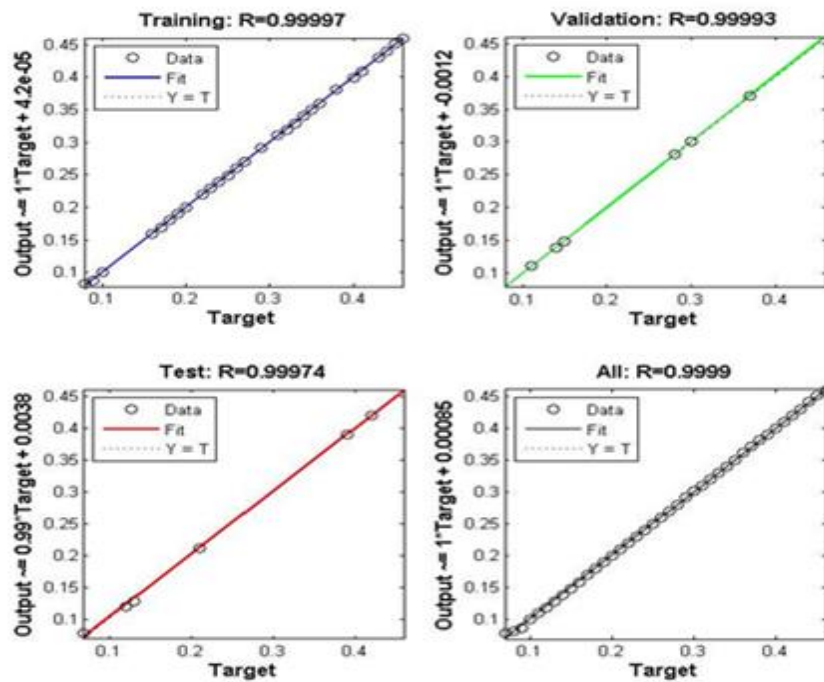 Training: R=0.99997
Output ~= 1*Target + 4.2e-05
0.45
0.4
0.35
0.3
0.25
0.2
0.15
0.1
Data
Fit
Y = T
0.1 0.2 0.3 0.4
Target
Validation: R=0.99993
Output ~= 1*Target + -0.0012
0.45
0.4
0.35
0.3
0.25
0.2
0.15
0.1
Data
Fit
Y = T
0.1 0.2 0.3 0.4
Target
Test: R=0.99974
Output ~= 0.99*Target + 0.0038
0.45
0.4
0.35
0.3
0.25
0.2
0.15
0.1
Data
Fit
Y = T
0.1 0.2 0.3 0.4
Target
All: R=0.9999
Output ~= 1*Target + 0.00085
0.45
0.4
0.35
0.3
0.25
0.2
0.15
0.1
Data
Fit
Y = T
0.1 0.2 0.3 0.4
Target